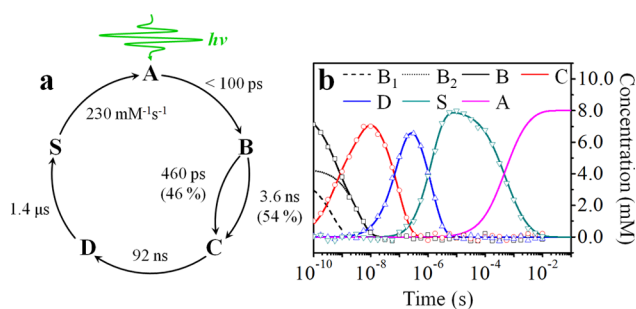 hν
a
A
< 100 ps
230 mM⁻¹s⁻¹
S
B
460 ps
(46 %)
3.6 ns
(54 %)
1.4 μs
D
C
92 ns
b
B₁ B₂ B C
D S A
10.0
8.0
6.0
4.0
2.0
0.0
Concentration (mM)
10⁻¹⁰ 10⁻⁸ 10⁻⁶ 10⁻⁴ 10⁻²
Time (s)